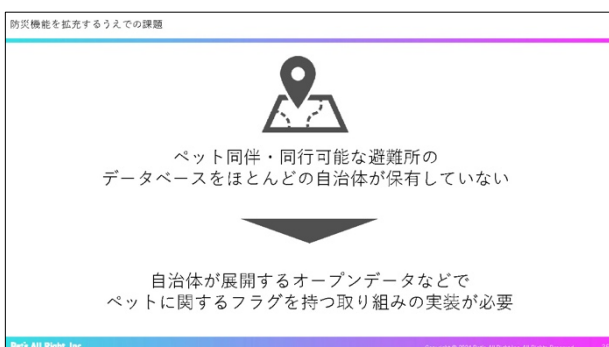 防災機能を拡充するうえでの課題
ペット同伴・同行可能な避難所の
データベースをほとんどの自治体が保有していない
自治体が展開するオープンデータなどで
ペットに関するフラグを持つ取り組みの実装が必要
Pet's All Right, Inc.